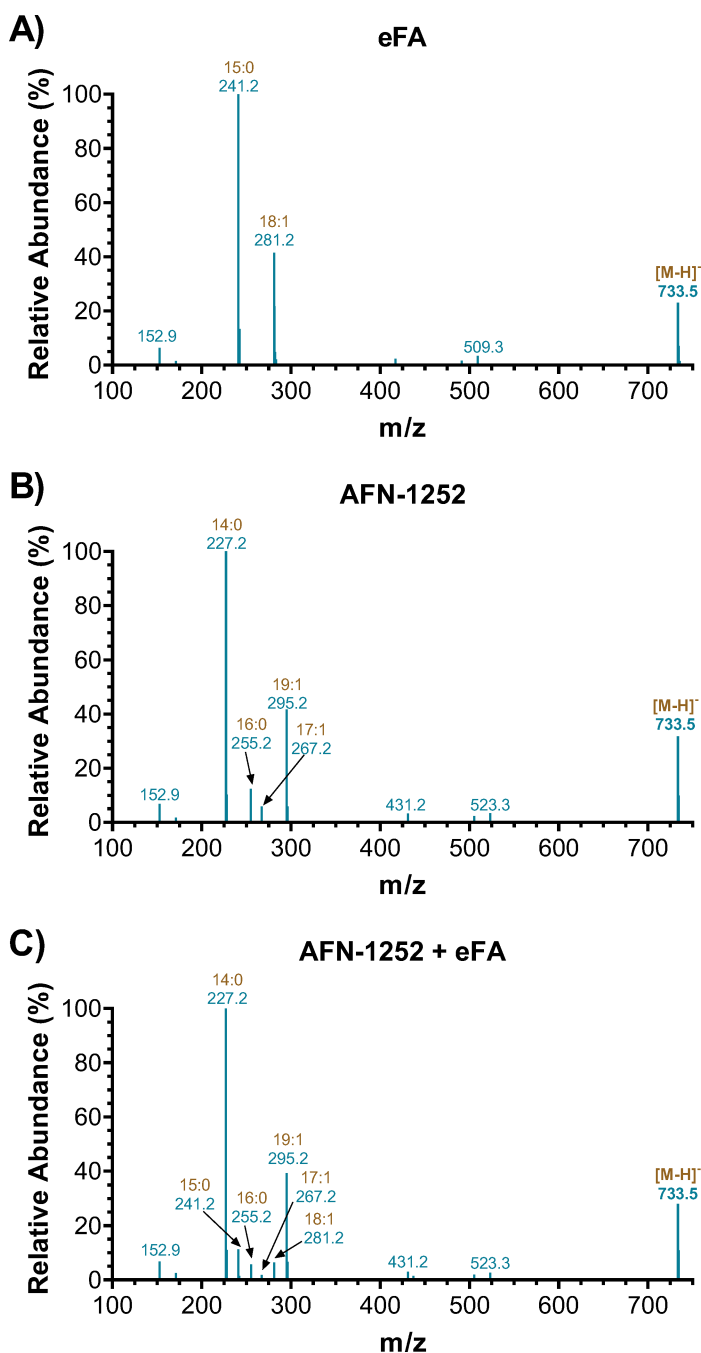 A)
eFA
Relative Abundance (%)
100
80
60
40
20
0
15:0
241.2
18:1
281.2
[M-H]-
733.5
152.9
509.3
100 200 300 400 500 600 700
m/z
B)
AFN-1252
Relative Abundance (%)
100
80
60
40
20
0
14:0
227.2
19:1
295.2
16:0
255.2
17:1
267.2
[M-H]-
733.5
152.9
431.2
523.3
100 200 300 400 500 600 700
m/z
C)
AFN-1252 + eFA
Relative Abundance (%)
100
80
60
40
20
0
14:0
227.2
19:1
295.2
15:0
241.2
16:0
255.2
17:1
267.2
18:1
281.2
[M-H]-
733.5
152.9
431.2
523.3
100 200 300 400 500 600 700
m/z